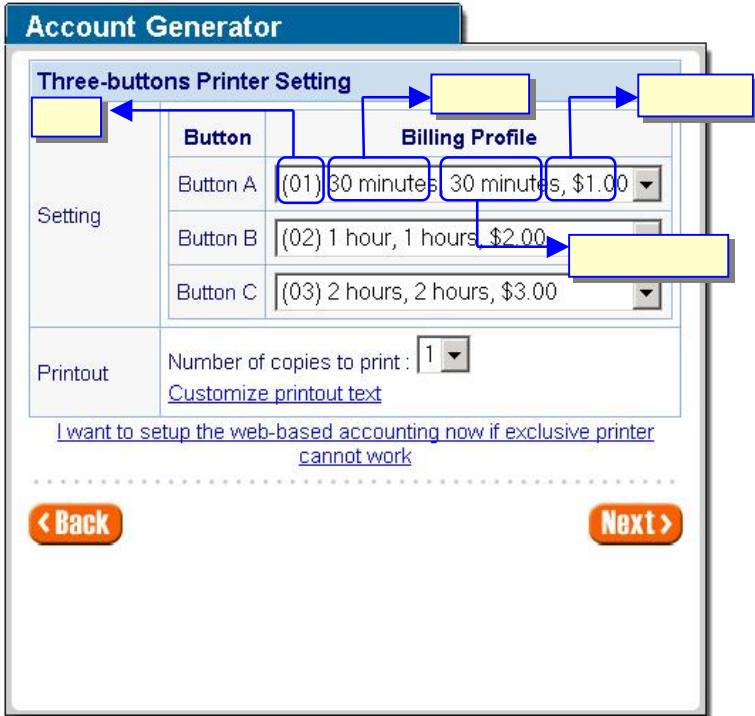 Account Generator
Three-buttons Printer Setting
Button Billing Profile
Setting
Button A (01) 30 minutes, 30 minutes, $1.00
Button B (02) 1 hour, 1 hours, $2.00
Button C (03) 2 hours, 2 hours, $3.00
Printout
Number of copies to print : 1
Customize printout text
I want to setup the web-based accounting now if exclusive printer
cannot work
< Back
Next >